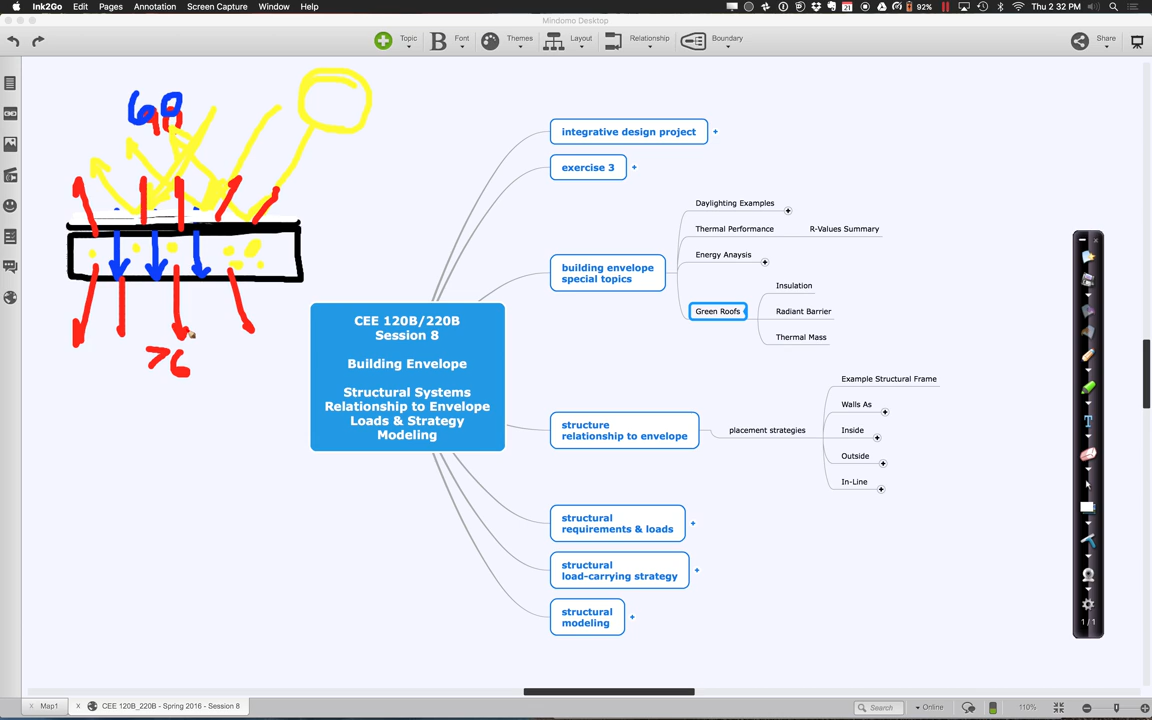 Ink2Go Edit Pages Annotation Screen Capture Window Help
21 92% Thu 2:32 PM
Mindomo Desktop
Topic Font Themes Layout Relationship Boundary Share
60
90
76
integrative design project
exercise 3
building envelope
special topics
Daylighting Examples
Thermal Performance
R-Values Summary
Energy Anaysis
Green Roofs
Insulation
Radiant Barrier
Thermal Mass
CEE 120B/220B
Session 8
Building Envelope
Structural Systems
Relationship to Envelope
Loads & Strategy
Modeling
structure
relationship to envelope
placement strategies
Example Structural Frame
Walls As
Inside
Outside
In-Line
structural
requirements & loads
structural
load-carrying strategy
structural
modeling
1 / 1
x Map1 x CEE 120B_220B - Spring 2016 - Session 8
Search Online 110%